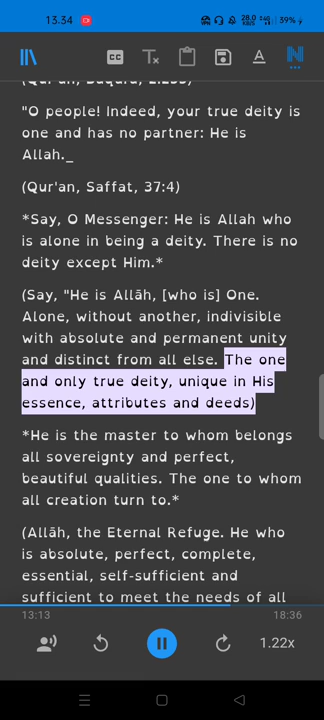 13.34 28.0 KB/S 39%
CC T× A N
(Qur'an, Baqara, 2:255)
"O people! Indeed, your true deity is
one and has no partner: He is
Allah._
(Qur'an, Saffat, 37:4)
*Say, O Messenger: He is Allah who
is alone in being a deity. There is no
deity except Him.*
(Say, "He is Allāh, [who is] One.
Alone, without another, indivisible
with absolute and permanent unity
and distinct from all else. The one
and only true deity, unique in His
essence, attributes and deeds)
*He is the master to whom belongs
all sovereignty and perfect,
beautiful qualities. The one to whom
all creation turn to.*
(Allāh, the Eternal Refuge. He who
is absolute, perfect, complete,
essential, self-sufficient and
sufficient to meet the needs of all
13:13 18:36
1.22x